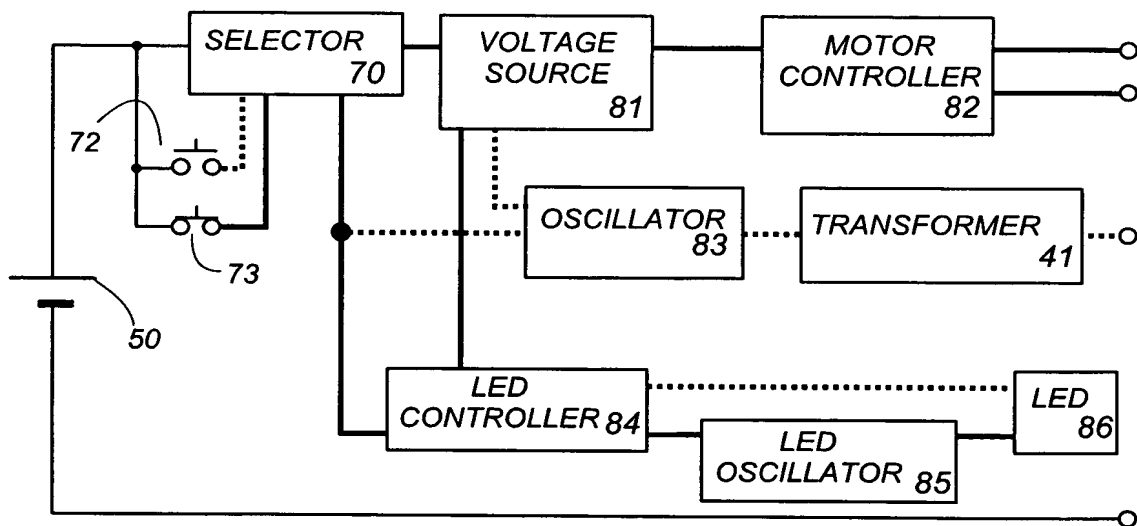 SELECTOR
70
VOLTAGE
SOURCE
81
MOTOR
CONTROLLER
82
72
73
50
OSCILLATOR
83
TRANSFORMER
41
LED
CONTROLLER 84
LED
OSCILLATOR 85
LED
86